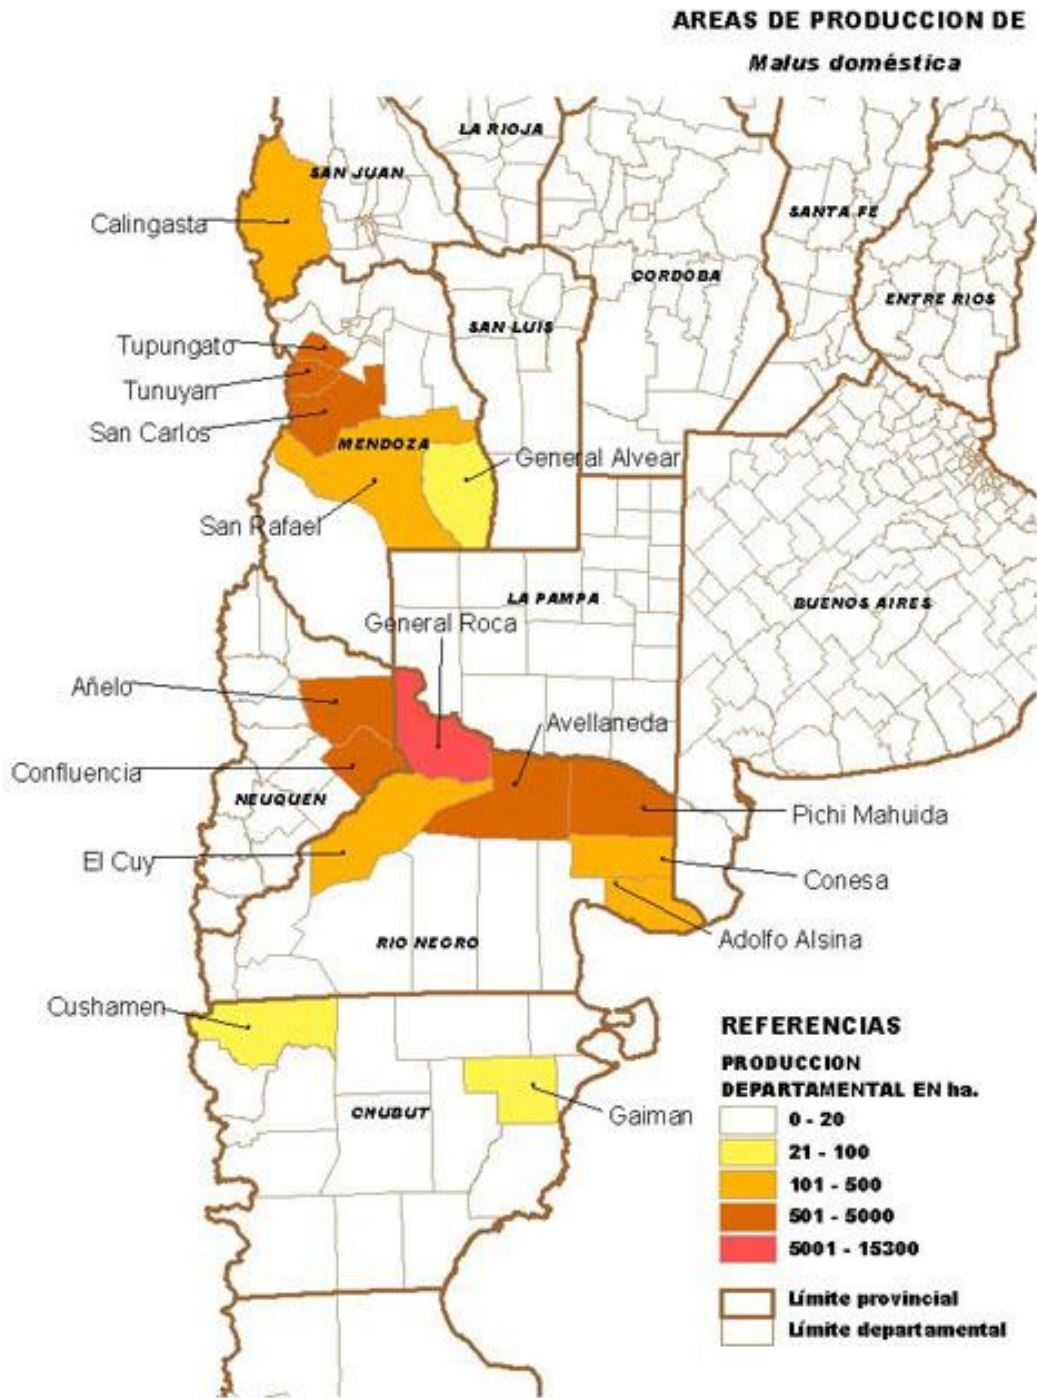 AREAS DE PRODUCCION DE
Malus doméstica
LA RIOJA
SAN JUAN
SANTA FE
Calingasta
CORDOBA
ENTRE RIOS
SAN LUIS
Tupungato
Tunuyan
San Carlos
MENDOZA
General Alvear
San Rafael
LA PAMPA
BUENOS AIRES
General Roca
Añelo
Avellaneda
Confluencia
NEUQUEN
Pichi Mahuida
El Cuy
Conesa
Adolfo Alsina
RIO NEGRO
Cushamen
Gaiman
CHUBUT
REFERENCIAS
PRODUCCION
DEPARTAMENTAL EN ha.
0 - 20
21 - 100
101 - 500
501 - 5000
5001 - 15300
Límite provincial
Límite departamental